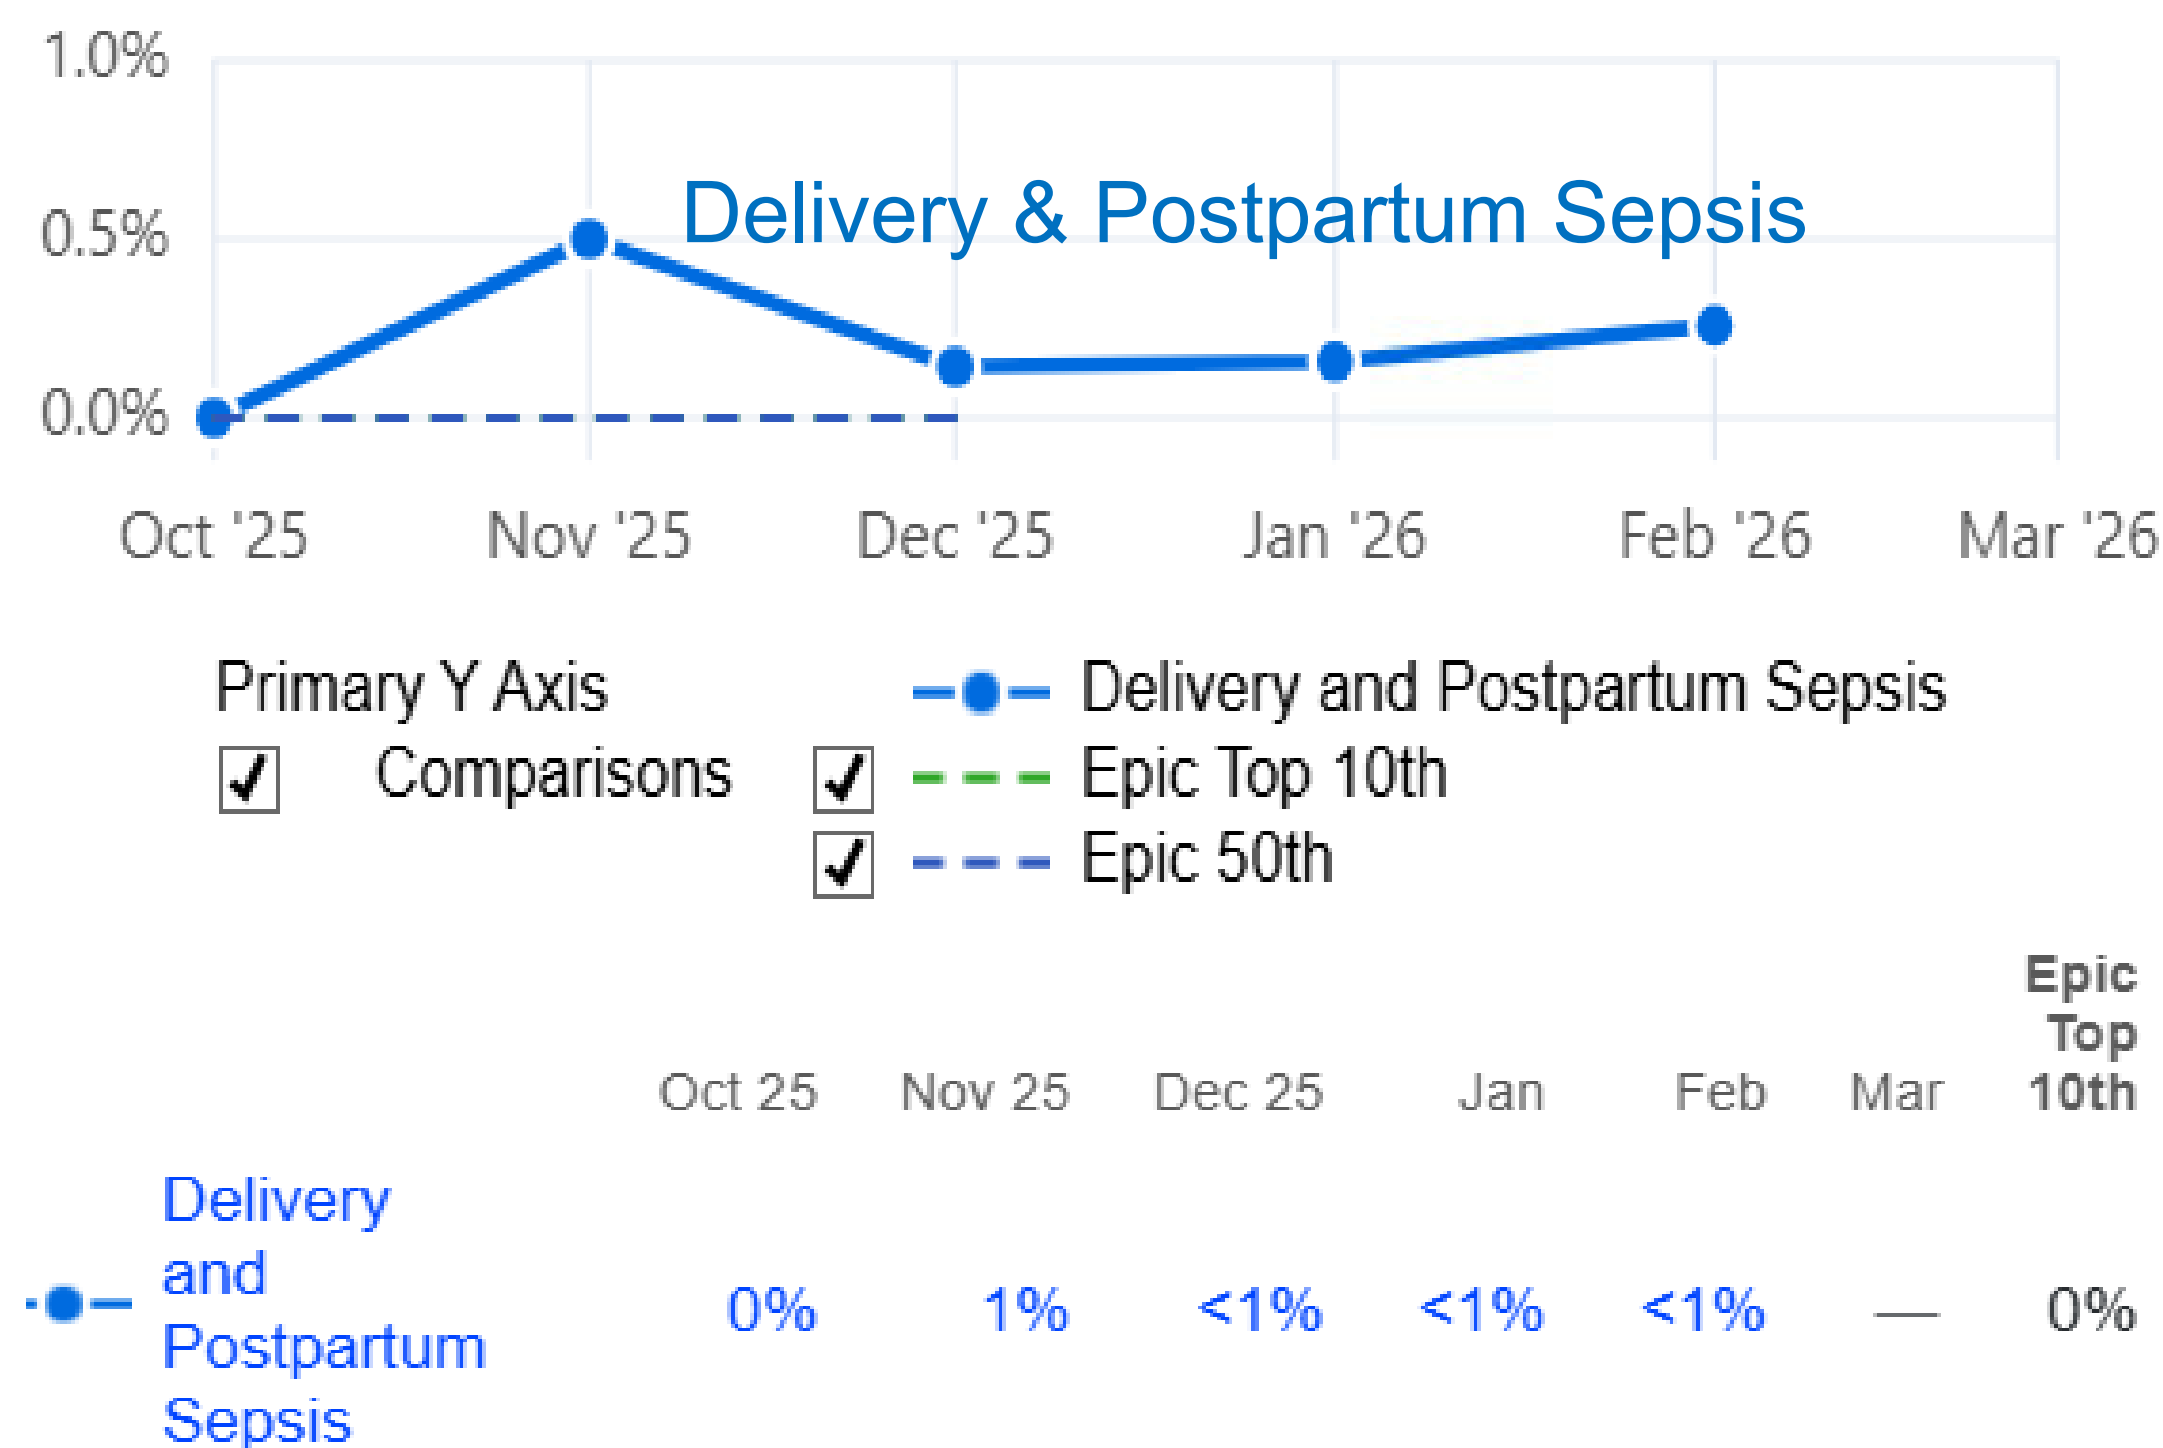 1.0%
Delivery & Postpartum Sepsis
0.5%
0.0%
Oct '25 Nov '25 Dec '25 Jan '26 Feb '26 Mar '26
Primary Y Axis Delivery and Postpartum Sepsis
Comparisons Epic Top 10th
Epic 50th
Epic
Top
Oct 25 Nov 25 Dec 25 Jan Feb Mar 10th
Delivery
and
0% 1% <1% <1% <1% — 0%
Postpartum
Sepsis